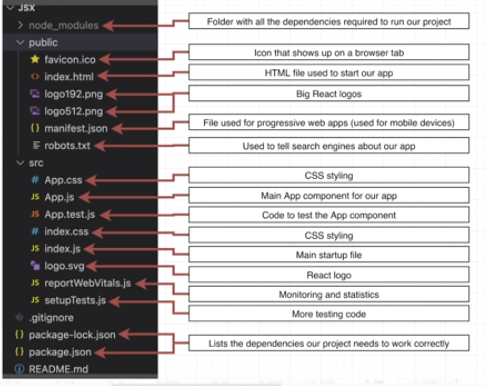 JSX
node_modules
Folder with all the dependencies required to run our project
public
favicon.ico
Icon that shows up on a browser tab
index.html
HTML file used to start our app
logo192.png
Big React logos
logo512.png
manifest.json
File used for progressive web apps (used for mobile devices)
robots.txt
Used to tell search engines about our app
src
App.css
CSS styling
App.js
Main App component for our app
App.test.js
Code to test the App component
index.css
CSS styling
index.js
Main startup file
logo.svg
React logo
reportWebVitals.js
Monitoring and statistics
setupTests.js
More testing code
.gitignore
package-lock.json
Lists the dependencies our project needs to work correctly
package.json
README.md